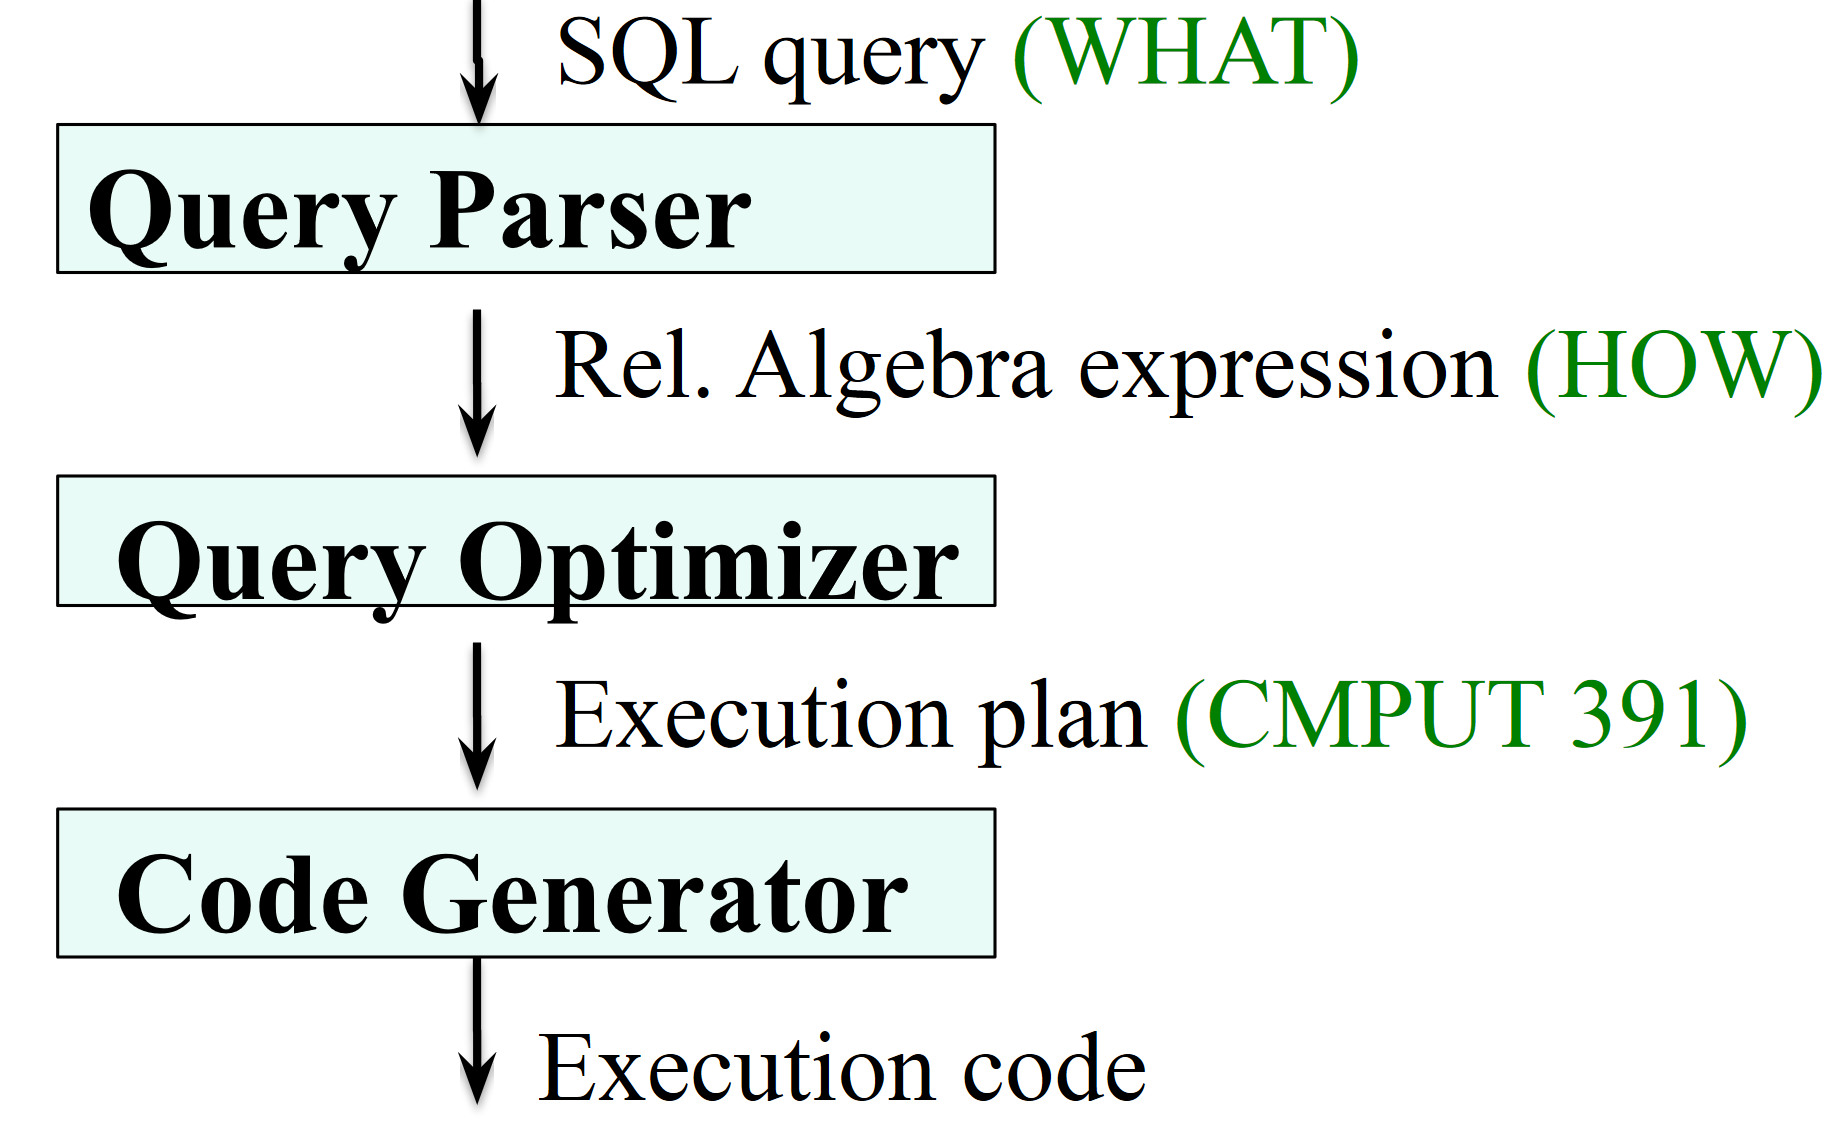 SQL query (WHAT)
Query Parser
Rel. Algebra expression (HOW)
Query Optimizer
Execution plan (CMPUT 391)
Code Generator
Execution code